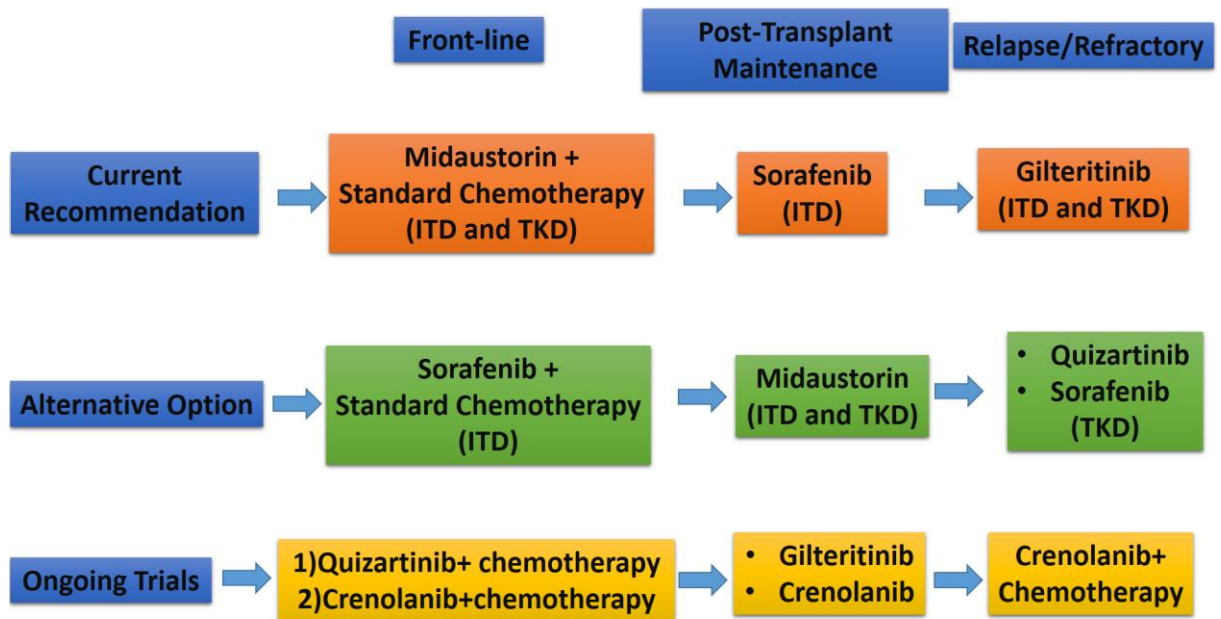 Front-line
Post-Transplant
Maintenance
Relapse/Refractory
Current
Recommendation
Midaustorin +
Standard Chemotherapy
(ITD and TKD)
Sorafenib
(ITD)
Gilteritinib
(ITD and TKD)
Alternative Option
Sorafenib +
Standard Chemotherapy
(ITD)
Midaustorin
(ITD and TKD)
• Quizartinib
• Sorafenib
(TKD)
Ongoing Trials
1)Quizartinib+ chemotherapy
2)Crenolanib+chemotherapy
• Gilteritinib
• Crenolanib
Crenolanib+
Chemotherapy